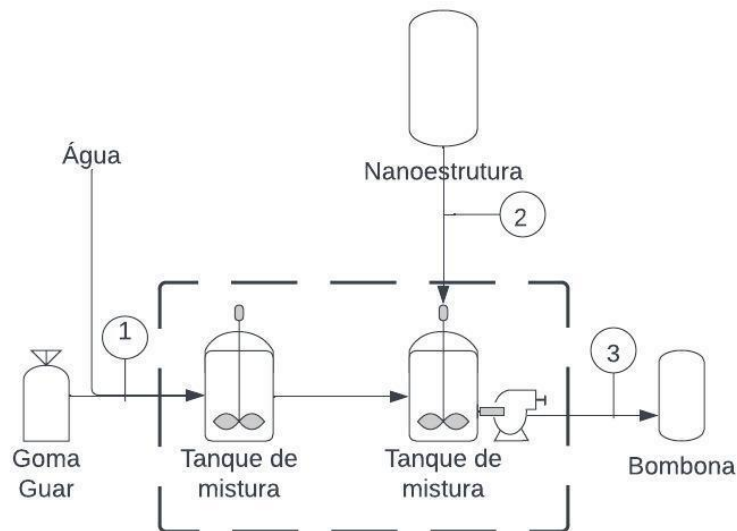 Água
Nanoestrutura
2
1
3
Goma
Guar
Tanque de
mistura
Tanque de
mistura
Bombona